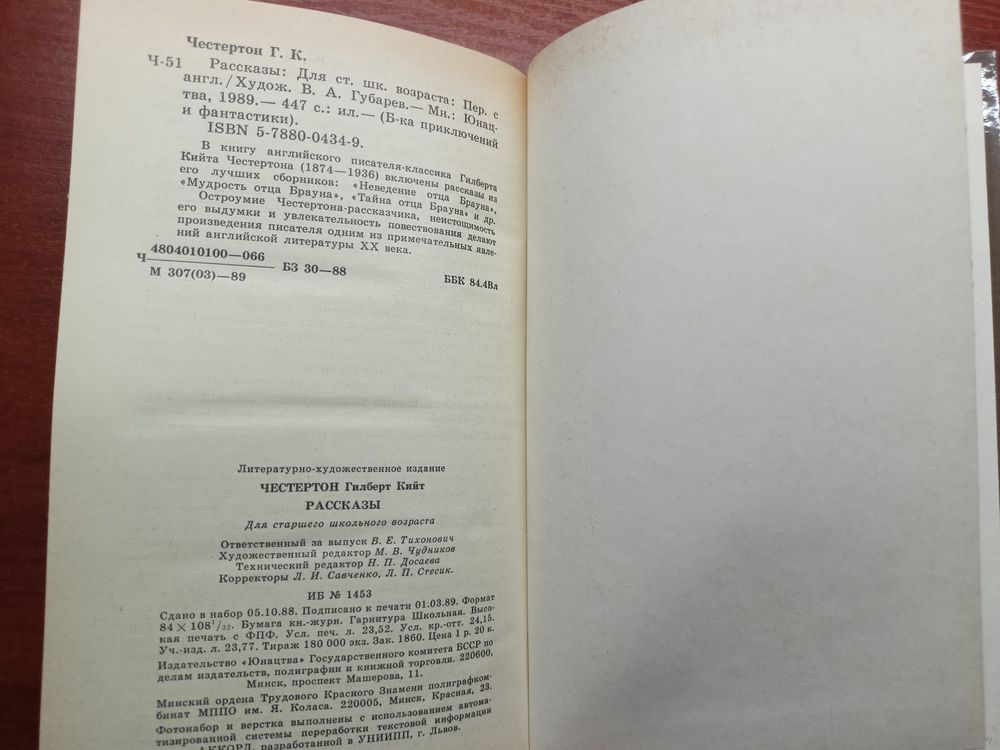 Честертон Г. К.
Ч-51 Рассказы: Для ст. шк. возраста: Пер. с
англ./Худож. В. А. Губарев.— Мн.: Юнац-
тва, 1989.— 447 с.: ил.— (Б-ка приключений
и фантастики).
ISBN 5-7880-0434-9.
В книгу английского писателя-классика Гилберта
Кийта Честертона (1874—1936) включены рассказы из
его лучших сборников: «Неведение отца Брауна»,
«Мудрость отца Брауна», «Тайна отца Брауна» и др.
Остроумие Честертона-рассказчика, неистощимость
его выдумки и увлекательность повествования делают
произведения писателя одним из примечательных явле-
ний английской литературы XX века.
Ч 4804010100—066
М 307(03)—89
БЗ 30—88
ББК 84.4Вл
Литературно-художественное издание
ЧЕСТЕРТОН Гилберт Кийт
РАССКАЗЫ
Для старшего школьного возраста
Ответственный за выпуск В. Е. Тихонович
Художественный редактор М. В. Чудников
Технический редактор Н. П. Досаева
Корректоры Л. И. Савченко, Л. П. Стесик.
ИБ № 1453
Сдано в набор 05.10.88. Подписано к печати 01.03.89. Формат
84 × 108¹/₃₂. Бумага кн.-журн. Гарнитура Школьная. Высо-
кая печать с ФПФ. Усл. печ. л. 23,52. Усл. кр.-отт. 24,15.
Уч.-изд. л. 23,77. Тираж 180 000 экз. Зак. 1860. Цена 1 р. 20 к.
Издательство «Юнацтва» Государственного комитета БССР по
делам издательств, полиграфии и книжной торговли. 220600,
Минск, проспект Машерова, 11.
Минский ордена Трудового Красного Знамени полиграфком-
бинат МППО им. Я. Коласа. 220005, Минск, Красная, 23.
Фотонабор и верстка выполнены с использованием автома-
тизированной системы переработки текстовой информации
АККОРД, разработанной в УНИИПП, г. Львов.